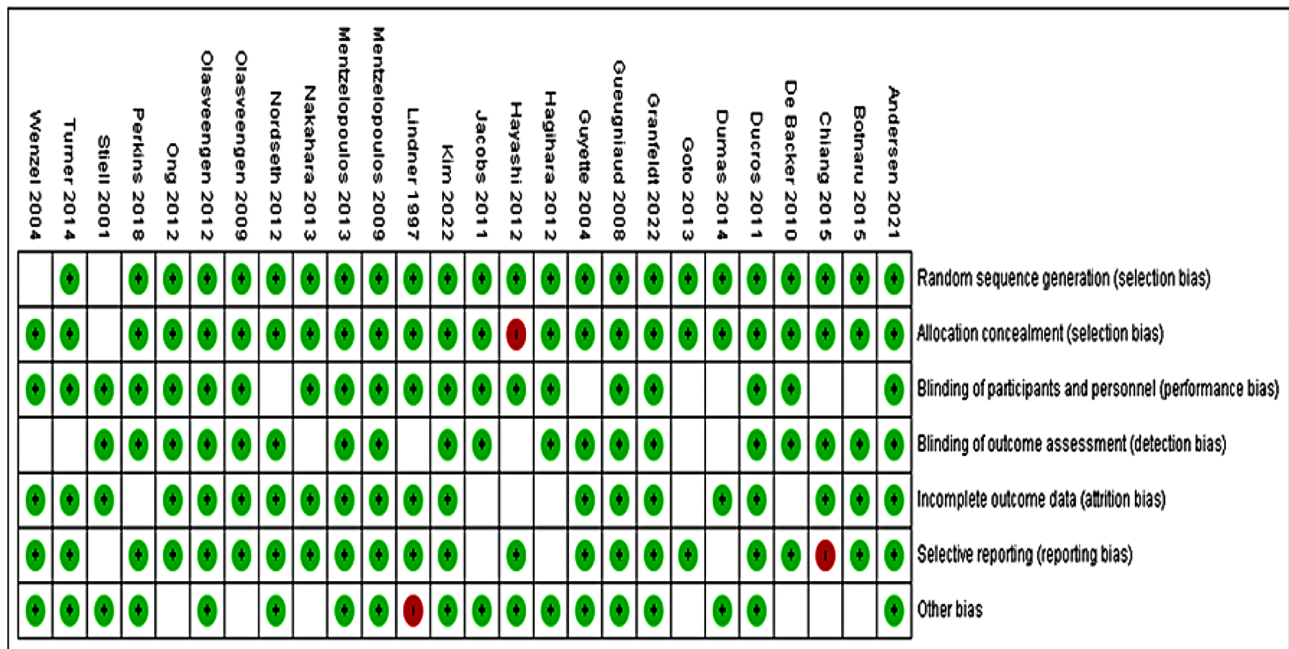 Wenzel 2004
Turner 2014
Stiell 2001
Perkins 2018
Ong 2012
Olasveengen 2012
Olasveengen 2009
Nordseth 2012
Nakahara 2013
Mentzelopoulos 2013
Mentzelopoulos 2009
Lindner 1997
Kim 2022
Jacobs 2011
Hayashi 2012
Hagihara 2012
Guyette 2004
Gueugniaud 2008
Granfeldt 2022
Goto 2013
Dumas 2014
Ducros 2011
De Backer 2010
Chiang 2015
Botnaru 2015
Andersen 2021
Random sequence generation (selection bias)
Allocation concealment (selection bias)
Blinding of participants and personnel (performance bias)
Blinding of outcome assessment (detection bias)
Incomplete outcome data (attrition bias)
Selective reporting (reporting bias)
Other bias